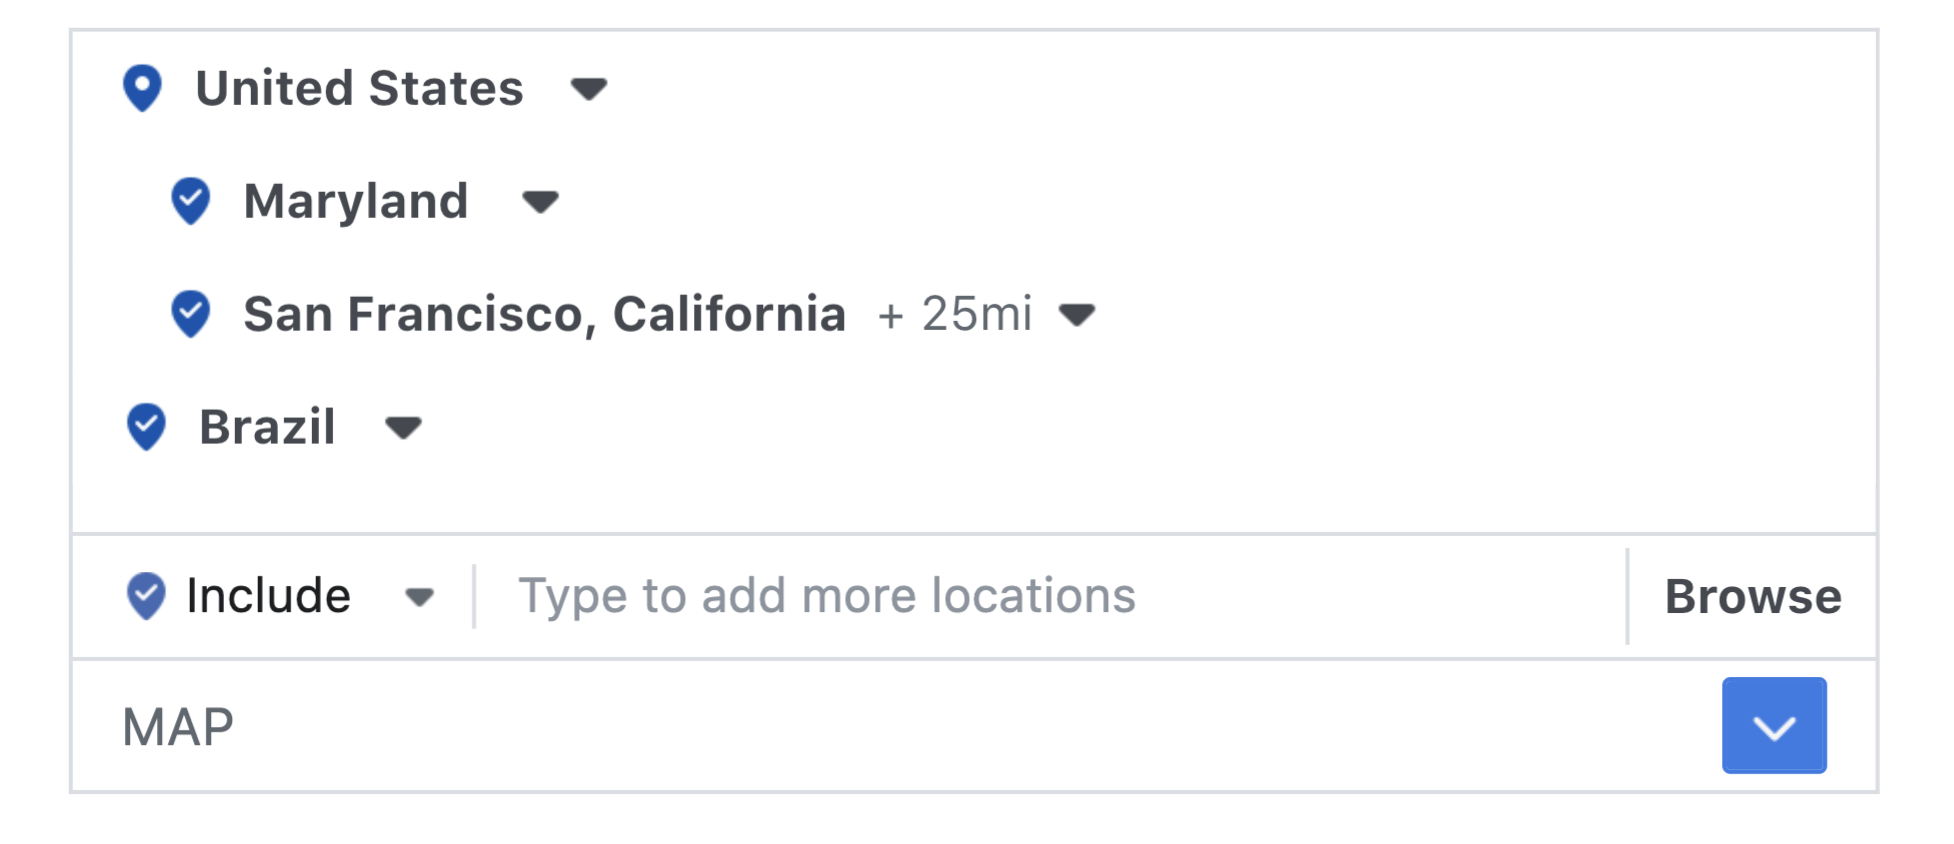 United States
Maryland
San Francisco, California + 25mi
Brazil
Include Type to add more locations Browse
MAP